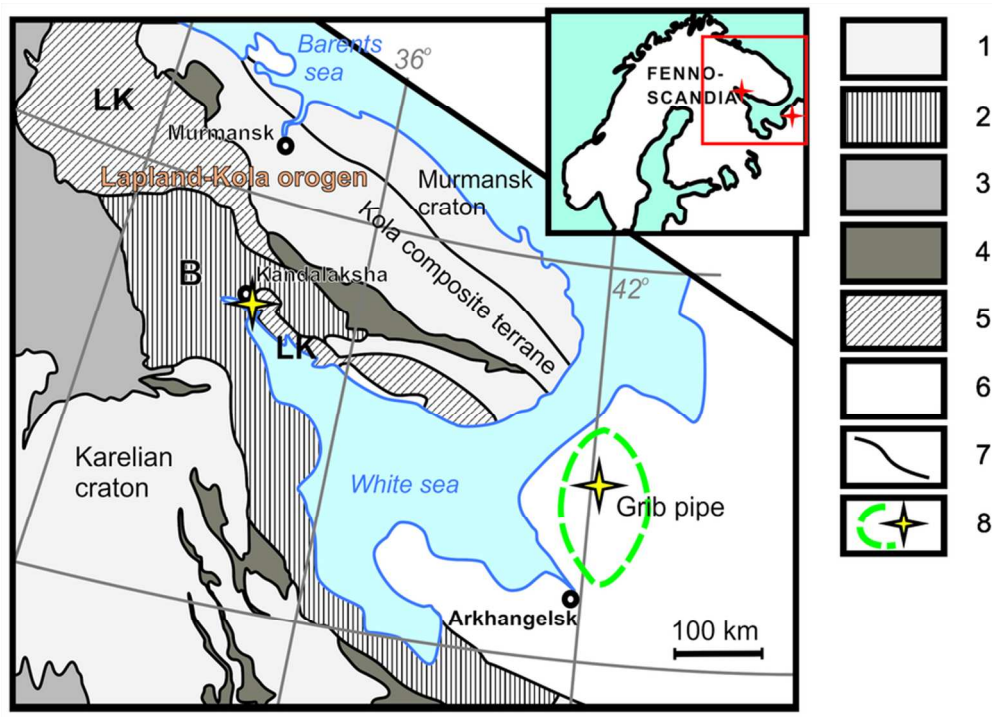 Barents
sea
36°
LK
Murmansk
Lapland-Kola orogen
Murmansk
craton
Kola composite terrane
B
Kandalaksha
42°
LK
Karelian
craton
White sea
Grib pipe
Arkhangelsk
100 km
FENNO-
SCANDIA
1
2
3
4
5
6
7
8